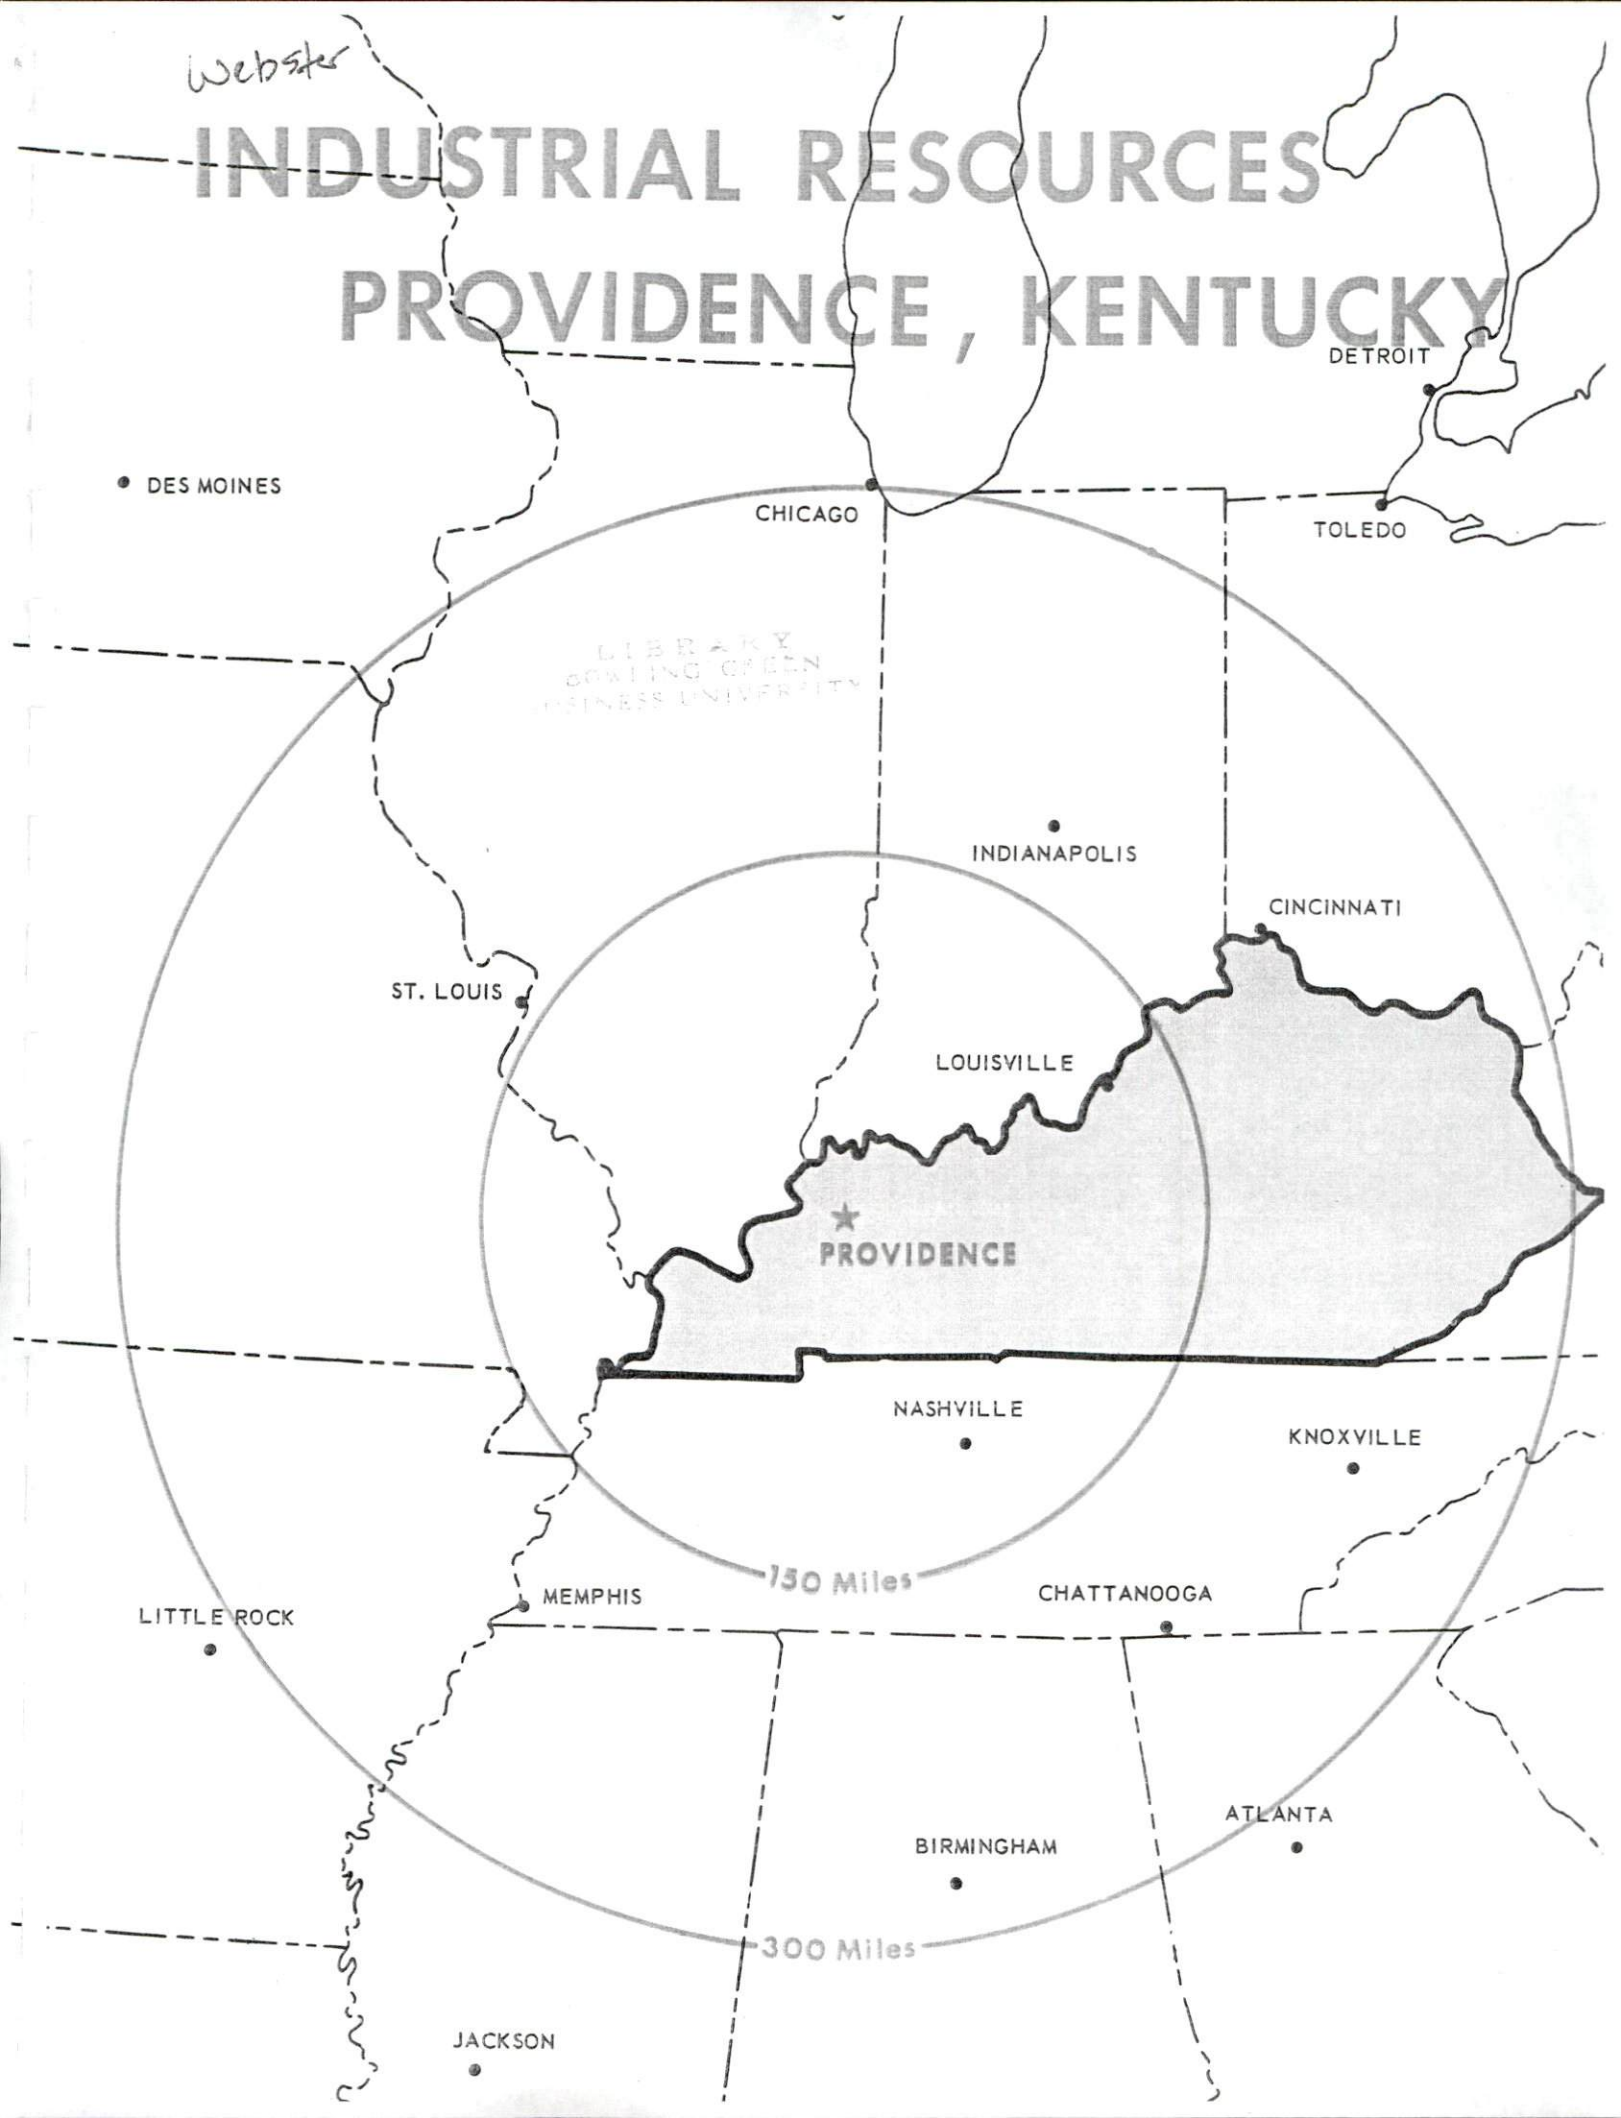 Webster
INDUSTRIAL RESOURCES
PROVIDENCE, KENTUCKY
DETROIT
DES MOINES
CHICAGO
TOLEDO
LIBRARY
BOWLING GREEN
BUSINESS UNIVERSITY
INDIANAPOLIS
CINCINNATI
ST. LOUIS
LOUISVILLE
PROVIDENCE
NASHVILLE
KNOXVILLE
150 Miles
MEMPHIS
CHATTANOOGA
LITTLE ROCK
ATLANTA
BIRMINGHAM
300 Miles
JACKSON